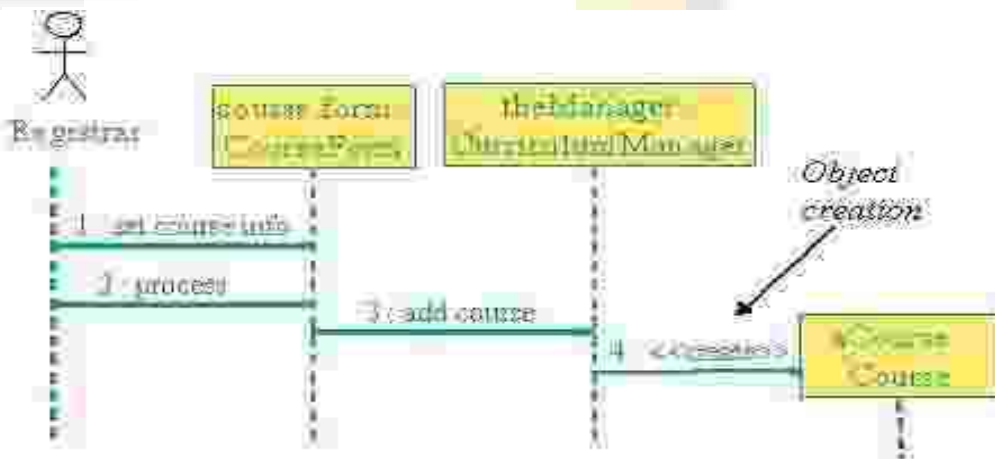 Registrar
course form:
CourseForm
theManager
CurriculumManager
Object
creation
1 : set course info
2 : process
3 : add course
4 <<create>>
aCourse
Course